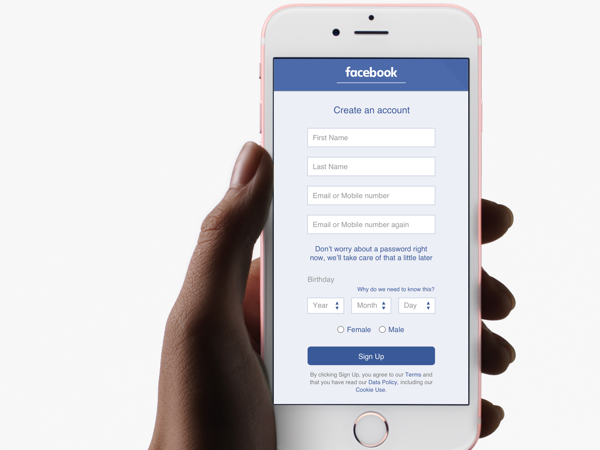 facebook
Create an account
First Name
Last Name
Email or Mobile number
Email or Mobile number again
Don't worry about a password right
now, we'll take care of that a little later
Birthday
Why do we need to know this?
Year Month Day
Female Male
Sign Up
By clicking Sign Up, you agree to our Terms and
that you have read our Data Policy, including our
Cookie Use.